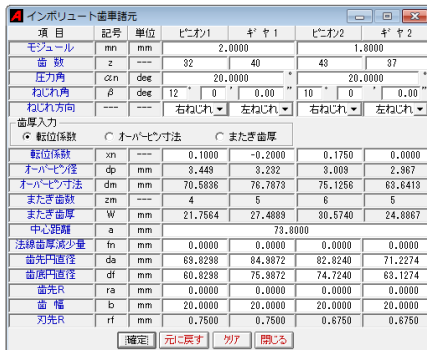 インボリュート歯車諸元
項 目 記号 単位 ピニオン1 ギヤ1 ピニオン2 ギヤ2
モジュール mn mm 2.0000 1.8000
歯 数 z --- 32 40 43 37
圧力角 αn deg 20.0000 ° 20.0000 °
ねじれ角 β deg 12 ° 0 ' 0.00 " 10 ° 0 ' 0.00 "
ねじれ方向 --- --- 右ねじれ 左ねじれ 右ねじれ 左ねじれ
歯厚入力
転位係数 オーバーピン寸法 またぎ歯厚
転位係数 xn --- 0.1000 -0.2000 0.1750 0.0000
オーバーピン径 dp mm 3.449 3.232 3.009 2.967
オーバーピン寸法 dm mm 70.5836 76.7873 75.1256 63.6413
またぎ歯数 zm --- 4 5 6 5
またぎ歯厚 W mm 21.7564 27.4889 30.5740 24.8867
中心距離 a mm 73.8000
法線歯厚減少量 fn mm 0.0000 0.0000 0.0000 0.0000
歯先円直径 da mm 69.8298 84.9872 82.8240 71.2274
歯底円直径 df mm 60.8298 75.9872 74.7240 63.1274
歯先R ra mm 0.0000 0.0000 0.0000 0.0000
歯 幅 b mm 20.0000 20.0000 20.0000 20.0000
刃先R rf mm 0.7500 0.7500 0.6750 0.6750
確定 元に戻す クリア 閉じる